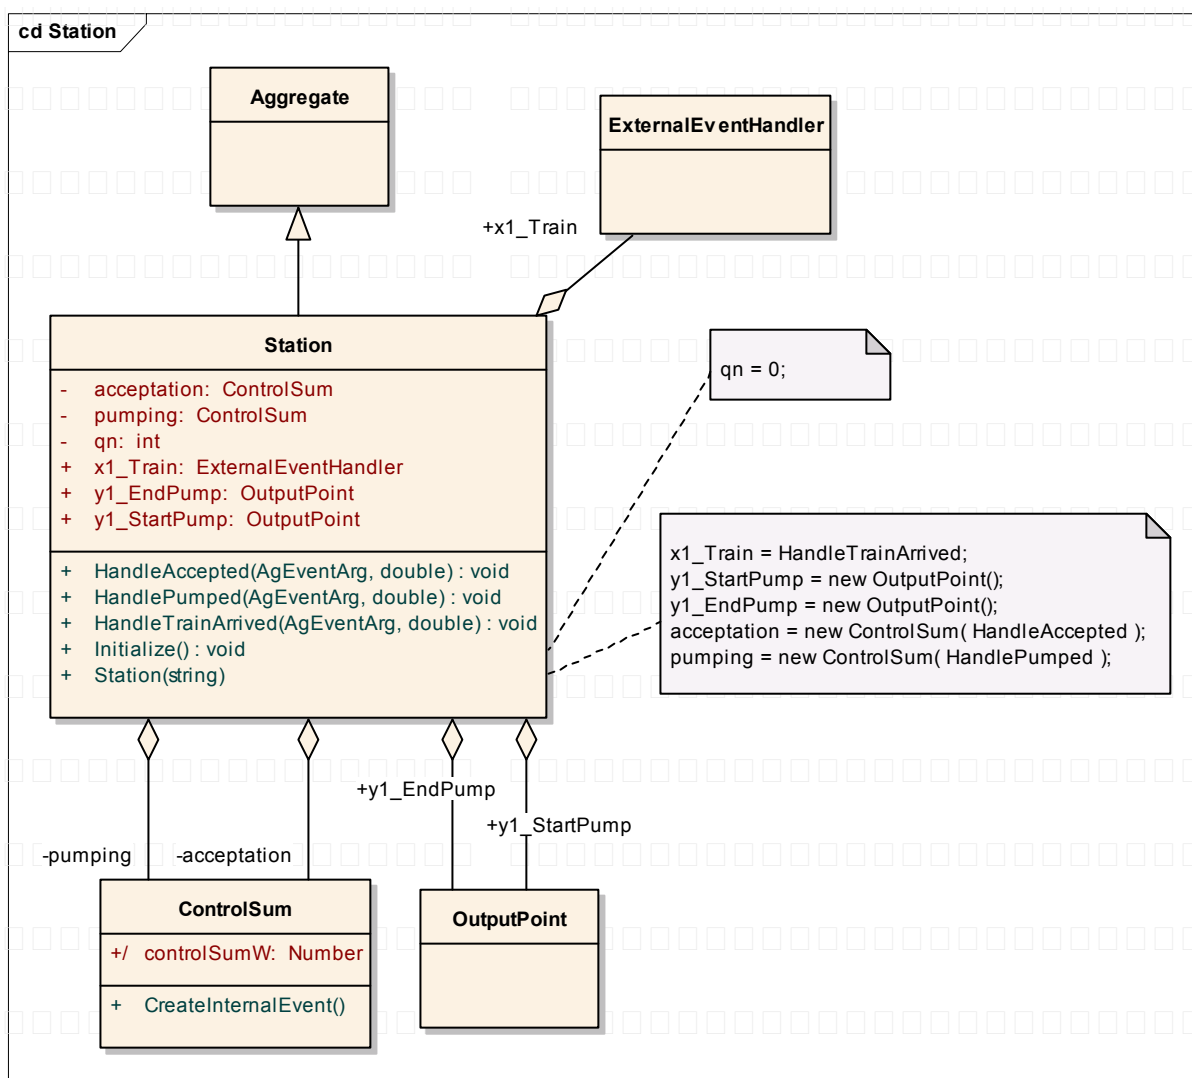 cd Station
Aggregate
ExternalEventHandler
+x1_Train
Station
- acceptation: ControlSum
- pumping: ControlSum
- qn: int
+ x1_Train: ExternalEventHandler
+ y1_EndPump: OutputPoint
+ y1_StartPump: OutputPoint
+ HandleAccepted(AgEventArg, double) : void
+ HandlePumped(AgEventArg, double) : void
+ HandleTrainArrived(AgEventArg, double) : void
+ Initialize() : void
+ Station(string)
qn = 0;
x1_Train = HandleTrainArrived;
y1_StartPump = new OutputPoint();
y1_EndPump = new OutputPoint();
acceptation = new ControlSum( HandleAccepted );
pumping = new ControlSum( HandlePumped );
+y1_EndPump
+y1_StartPump
-pumping
-acceptation
ControlSum
+/ controlSumW: Number
+ CreateInternalEvent()
OutputPoint